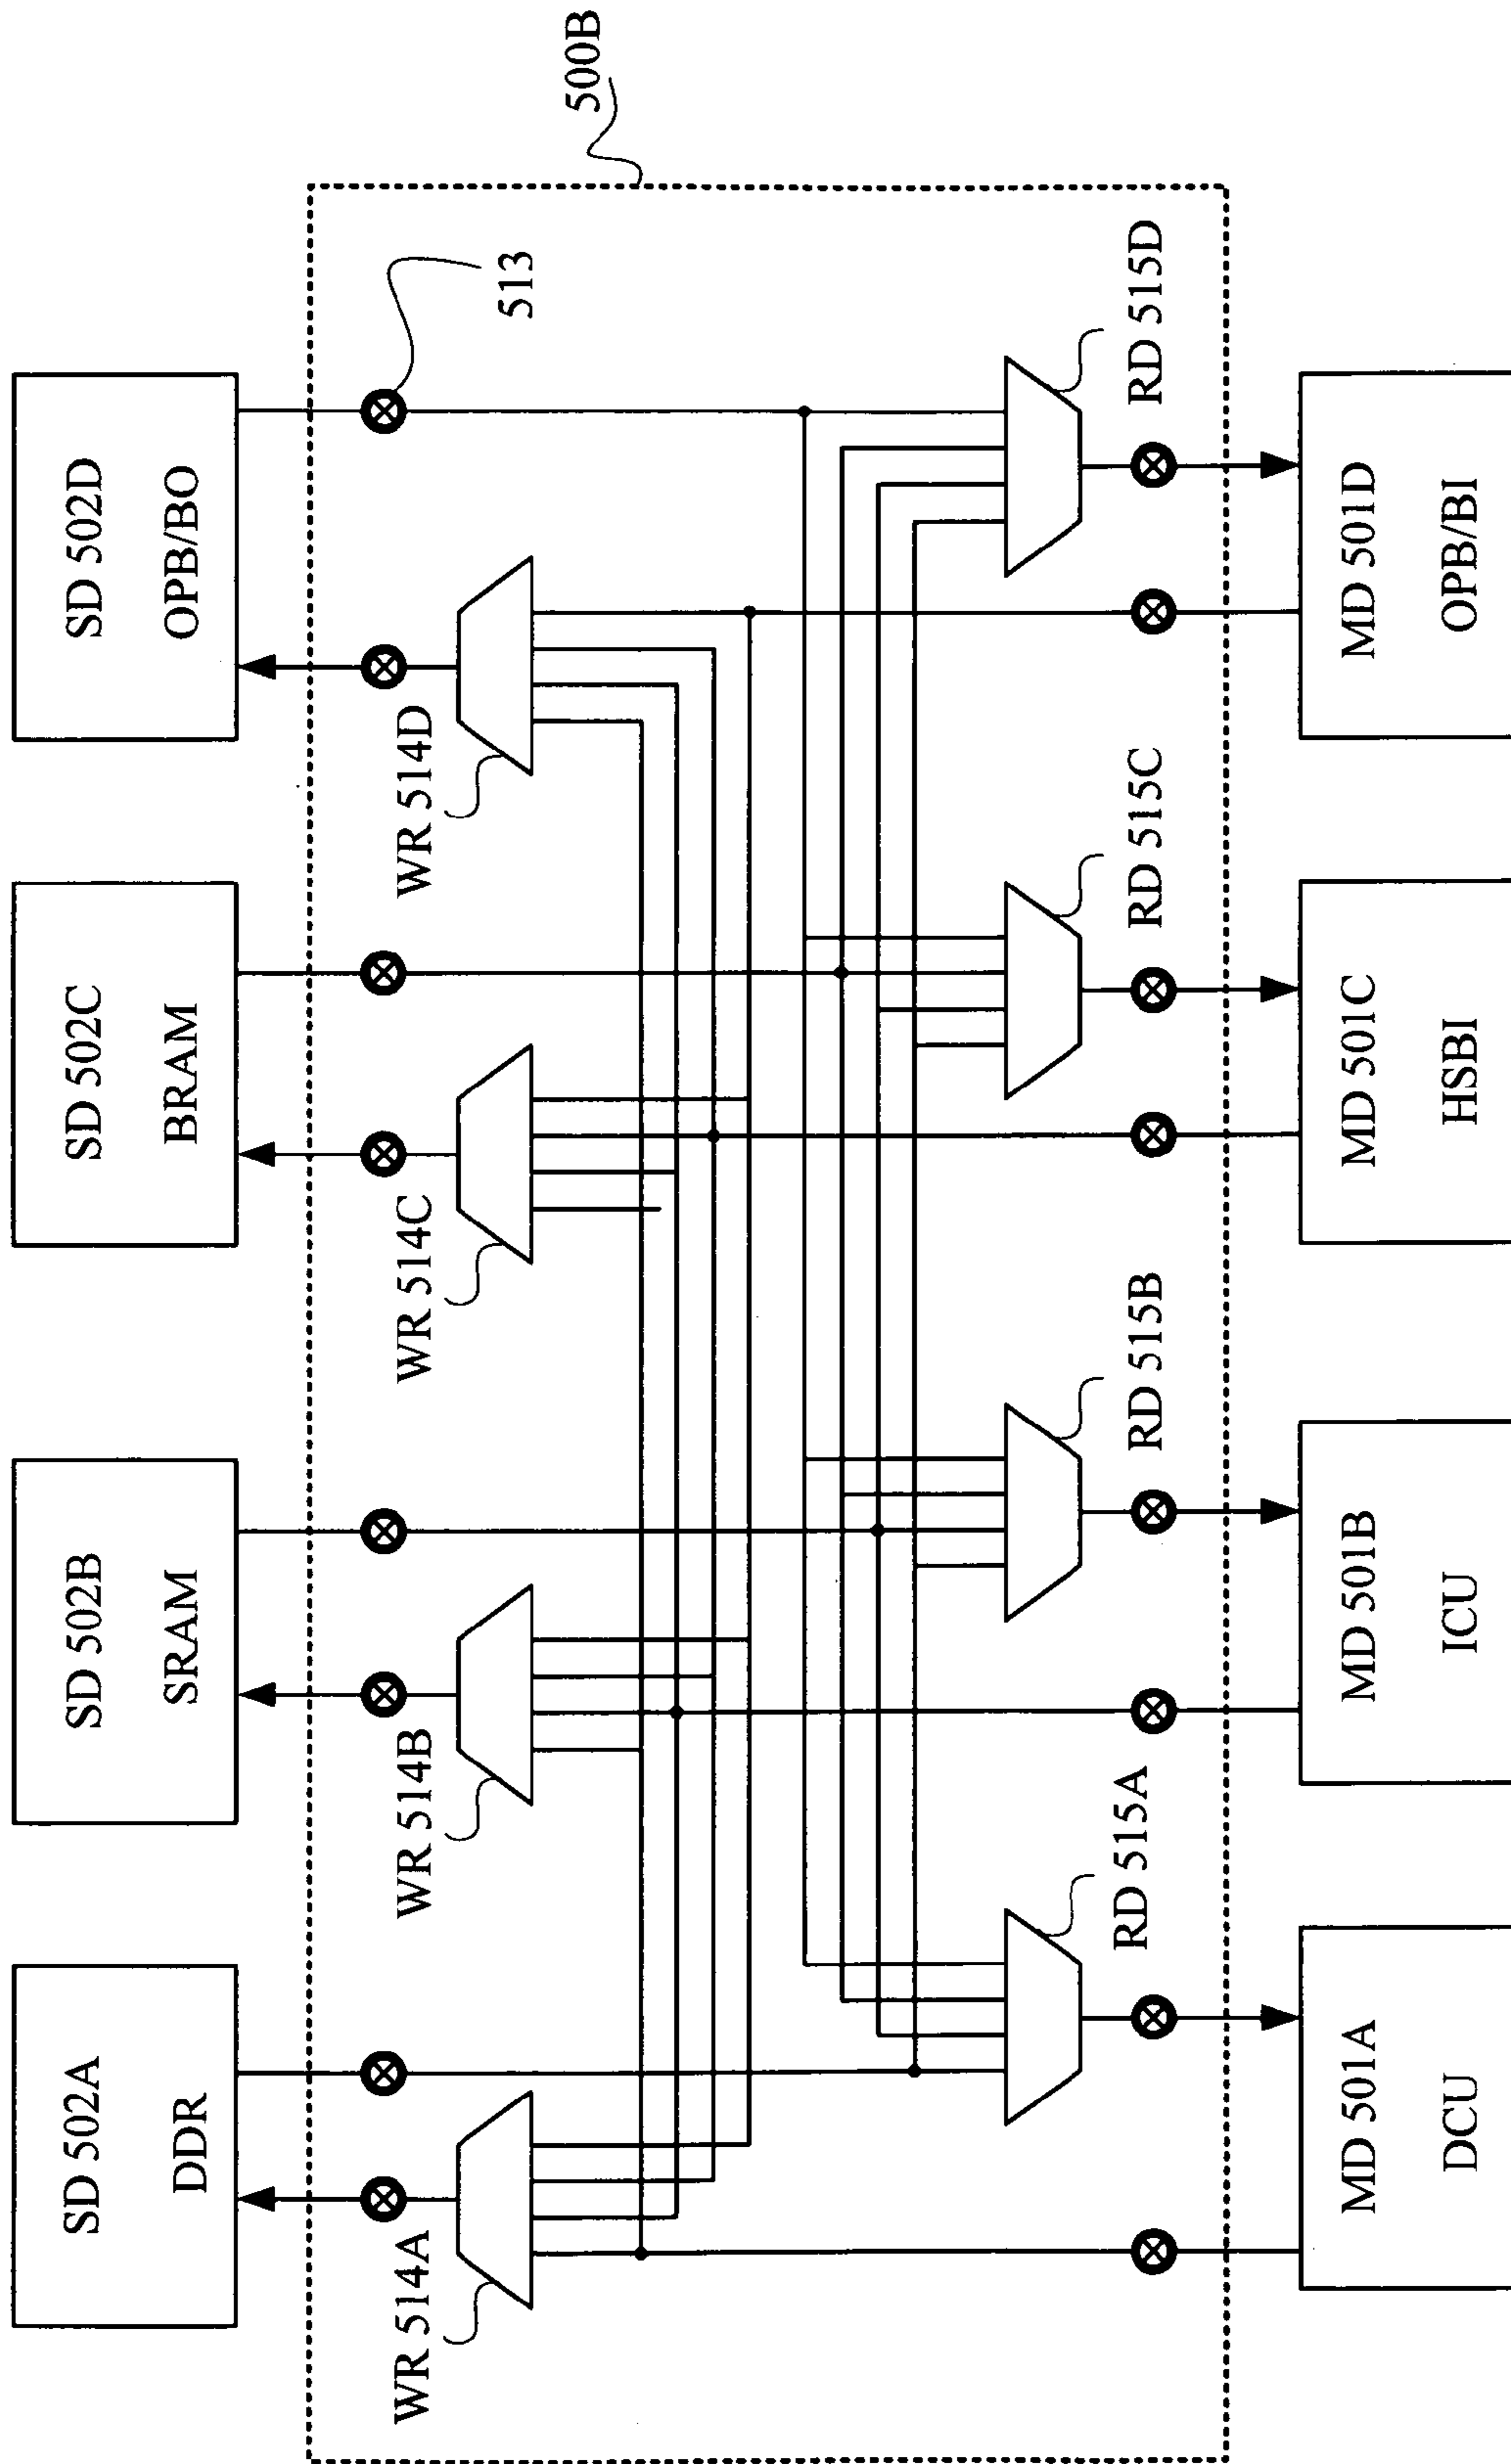 SD 502A
DDR
SD 502B
SRAM
SD 502C
BRAM
SD 502D
OPB/BO
WR 514A
WR 514B
WR 514C
WR 514D
513
500B
RD 515A
RD 515B
RD 515C
RD 515D
MD 501A
DCU
MD 501B
ICU
MD 501C
HSBI
MD 501D
OPB/BI